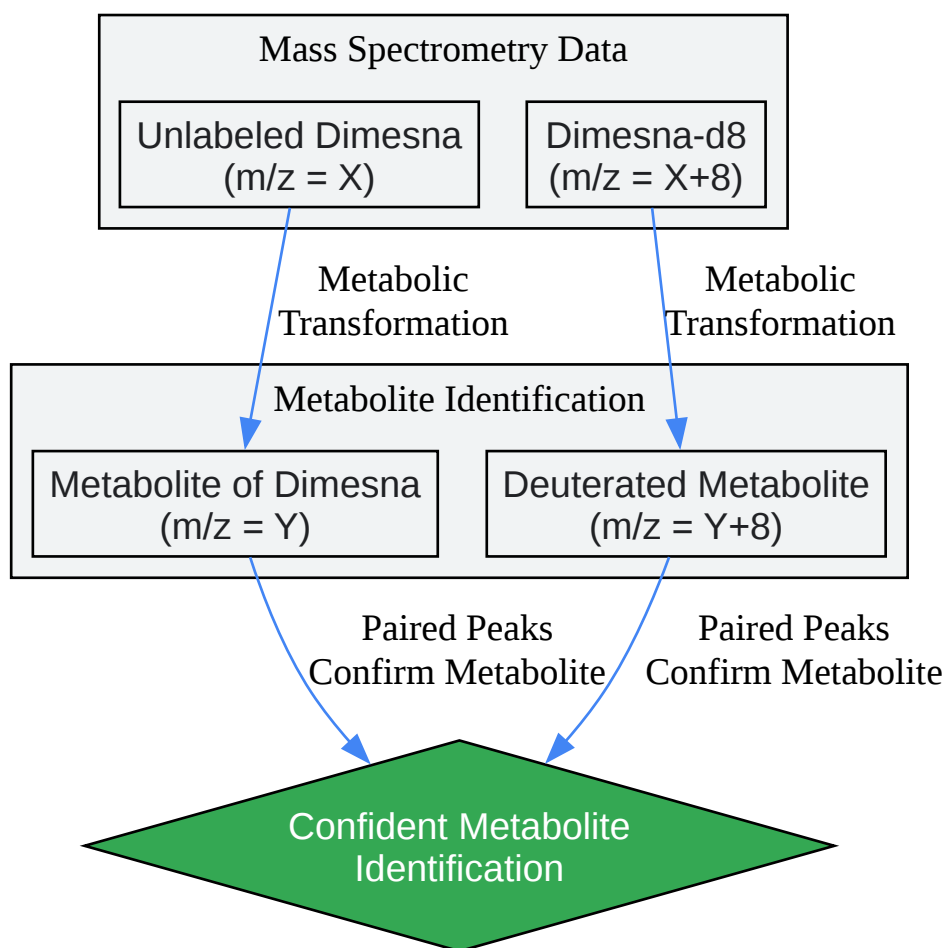 Mass Spectrometry Data
Unlabeled Dimesna
(m/z = X)
Dimesna-d8
(m/z = X+8)
Metabolic
Transformation
Metabolic
Transformation
Metabolite Identification
Metabolite of Dimesna
(m/z = Y)
Deuterated Metabolite
(m/z = Y+8)
Paired Peaks
Confirm Metabolite
Paired Peaks
Confirm Metabolite
Confident Metabolite
Identification